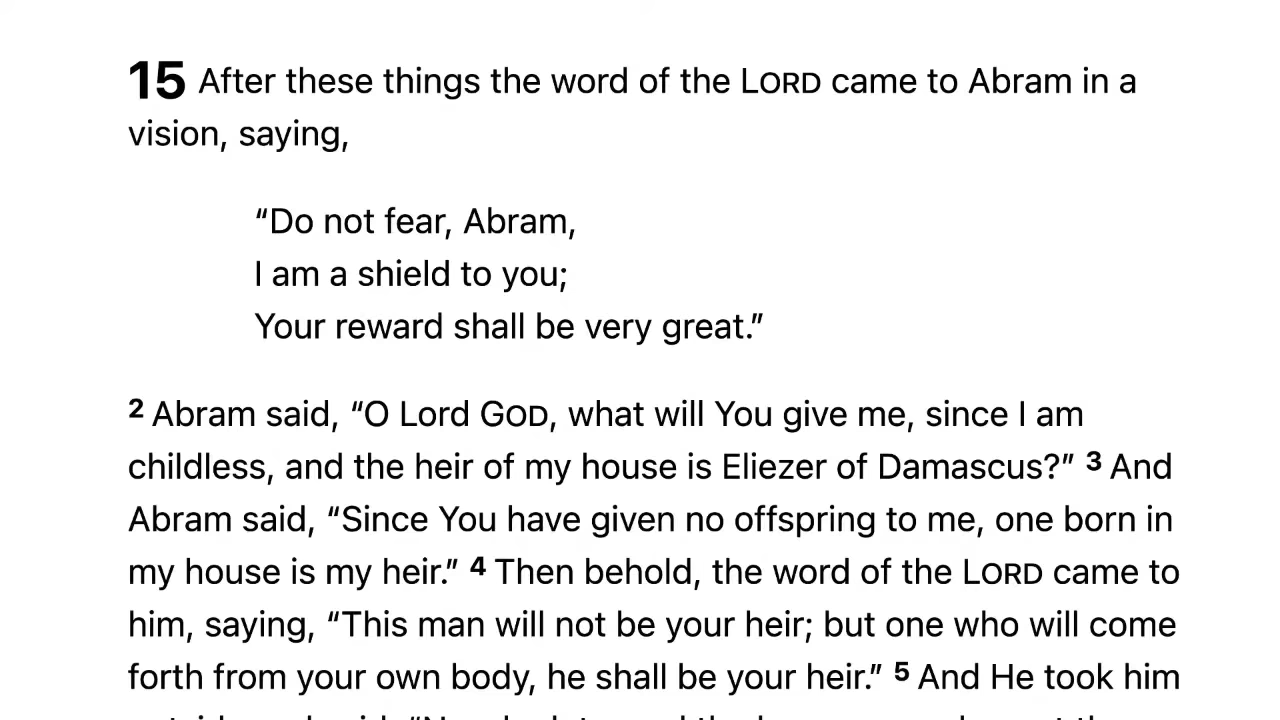 15 After these things the word of the LORD came to Abram in a
vision, saying,
“Do not fear, Abram,
I am a shield to you;
Your reward shall be very great.”
2 Abram said, “O Lord GOD, what will You give me, since I am
childless, and the heir of my house is Eliezer of Damascus?” 3 And
Abram said, “Since You have given no offspring to me, one born in
my house is my heir.” 4 Then behold, the word of the LORD came to
him, saying, “This man will not be your heir; but one who will come
forth from your own body, he shall be your heir.” 5 And He took him